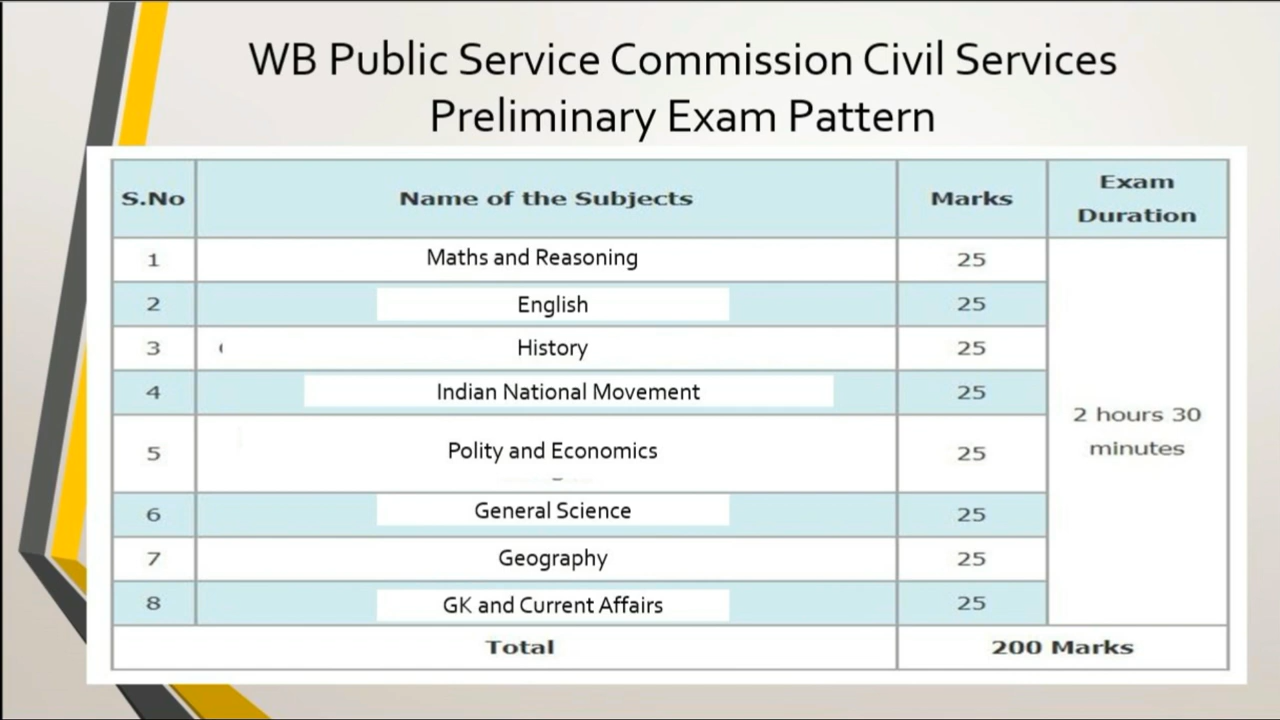 WB Public Service Commission Civil Services
Preliminary Exam Pattern
S.No Name of the Subjects Marks Exam Duration
1 Maths and Reasoning 25
2 English 25
3 History 25
4 Indian National Movement 25
5 Polity and Economics 25
6 General Science 25
7 Geography 25
8 GK and Current Affairs 25
2 hours 30
minutes
Total 200 Marks